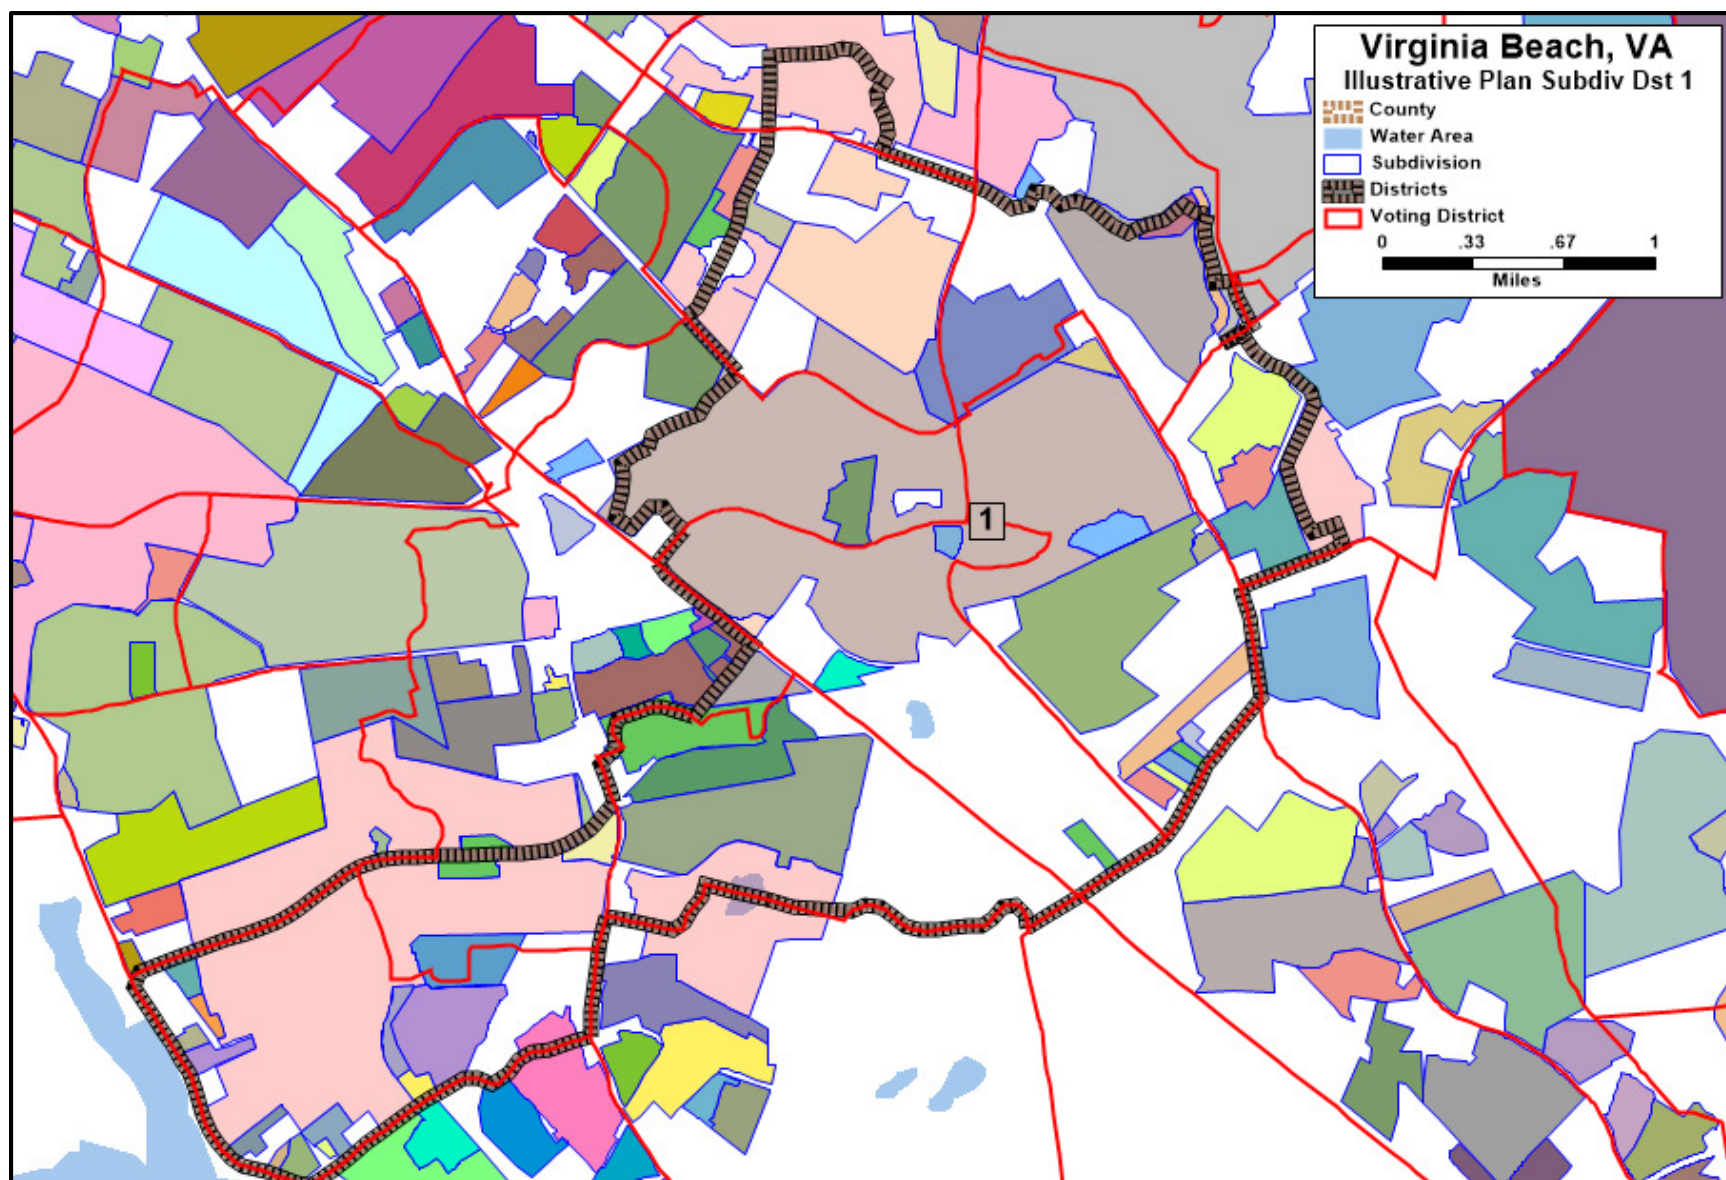 Virginia Beach, VA
Illustrative Plan Subdiv Dst 1
County
Water Area
Subdivision
Districts
Voting District
0 .33 .67 1
Miles
1